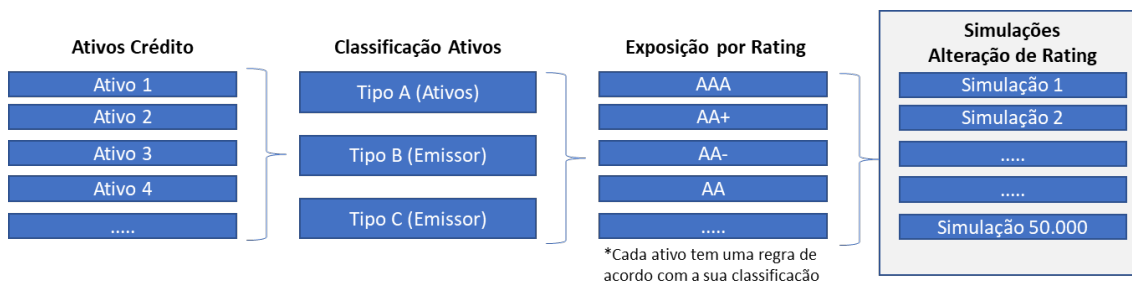 Ativos Crédito
Ativo 1
Ativo 2
Ativo 3
Ativo 4
.....
Classificação Ativos
Tipo A (Ativos)
Tipo B (Emissor)
Tipo C (Emissor)
Exposição por Rating
AAA
AA+
AA-
AA
.....
*Cada ativo tem uma regra de
acordo com a sua classificação
Simulações
Alteração de Rating
Simulação 1
Simulação 2
.....
.....
Simulação 50.000